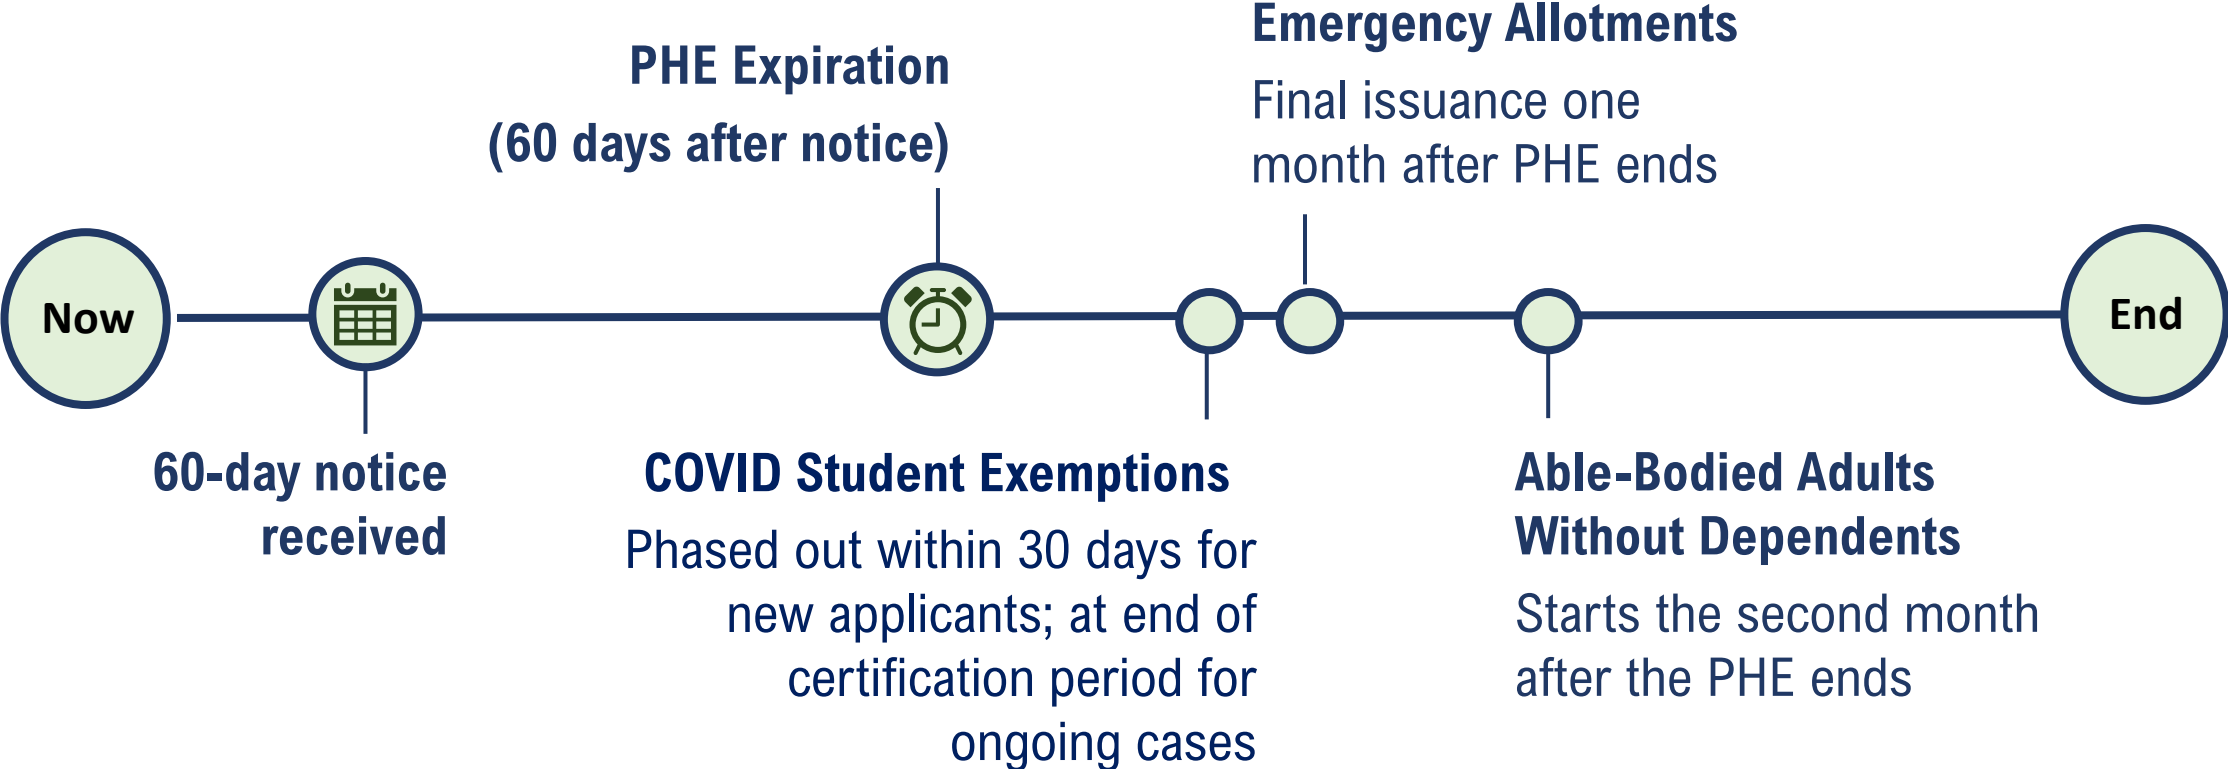 Now
60-day notice
received
PHE Expiration
(60 days after notice)
COVID Student Exemptions
Phased out within 30 days for
new applicants; at end of
certification period for
ongoing cases
Emergency Allotments
Final issuance one
month after PHE ends
Able-Bodied Adults
Without Dependents
Starts the second month
after the PHE ends
End